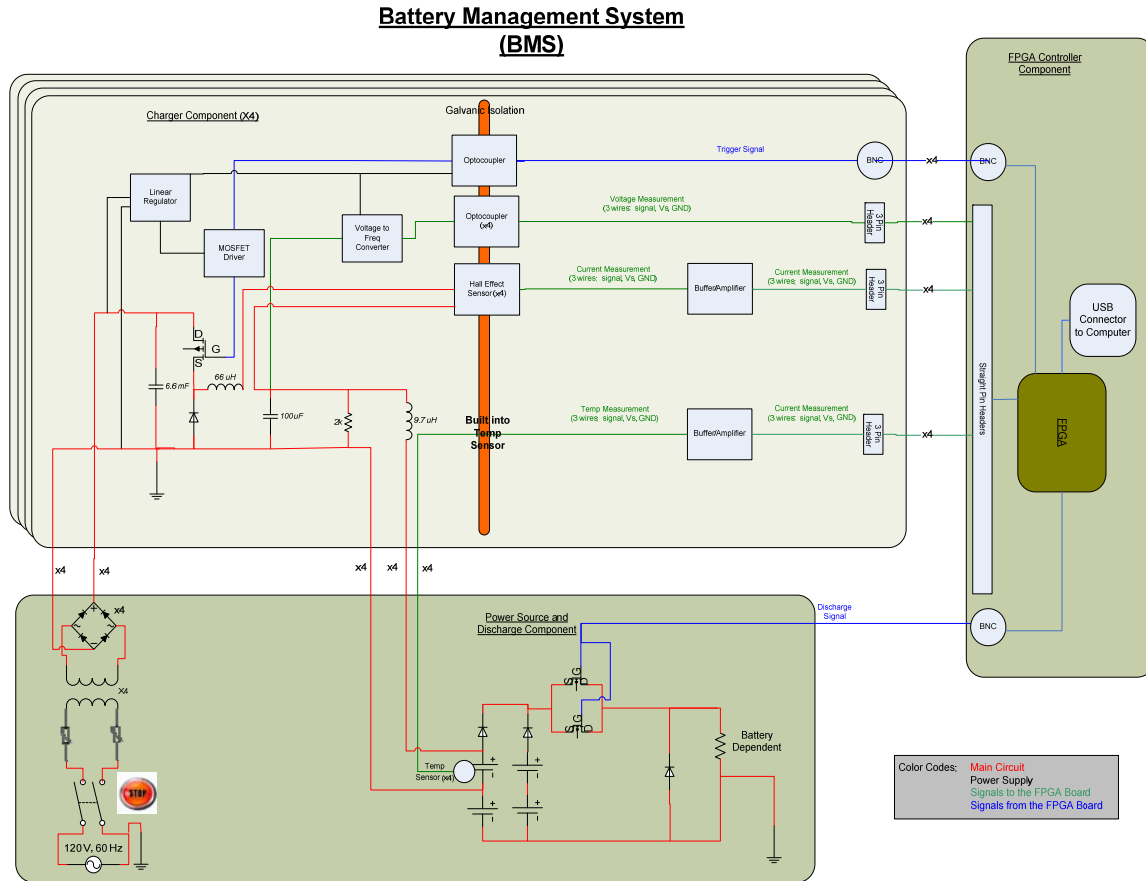 Battery Management System
(BMS)
FPGA Controller
Component
Charger Component (X4)
Galvanic Isolation
Optocoupler
Trigger Signal
BNC
x4
BNC
Linear
Regulator
Voltage Measurement
(3 wires: signal, Vs, GND)
Optocoupler
(x4)
3 Pin
Header
x4
Voltage to
Freq
Converter
MOSFET
Driver
Current Measurement
(3 wires: signal, Vs, GND)
Current Measurement
(3 wires: signal, Vs, GND)
Hall Effect
Sensor (x4)
Buffer/Amplifier
3 Pin
Header
x4
USB
Connector
to Computer
D
G
S
66 uH
6.6 mF
100uF
2k
9.7 uH
Straight Pin Headers
FPGA
Built into
Temp
Sensor
Temp Measurement
(3 wires: signal, Vs, GND)
Current Measurement
(3 wires: signal, Vs, GND)
Buffer/Amplifier
3 Pin
Header
x4
x4
x4
x4
x4
x4
x4
Power Source and
Discharge Component
Discharge
Signal
BNC
S
G
D
S
G
D
X4
Battery
Dependent
Temp
Sensor (x4)
STOP
120 V, 60 Hz
Color Codes;
Main Circuit
Power Supply
Signals to the FPGA Board
Signals from the FPGA Board